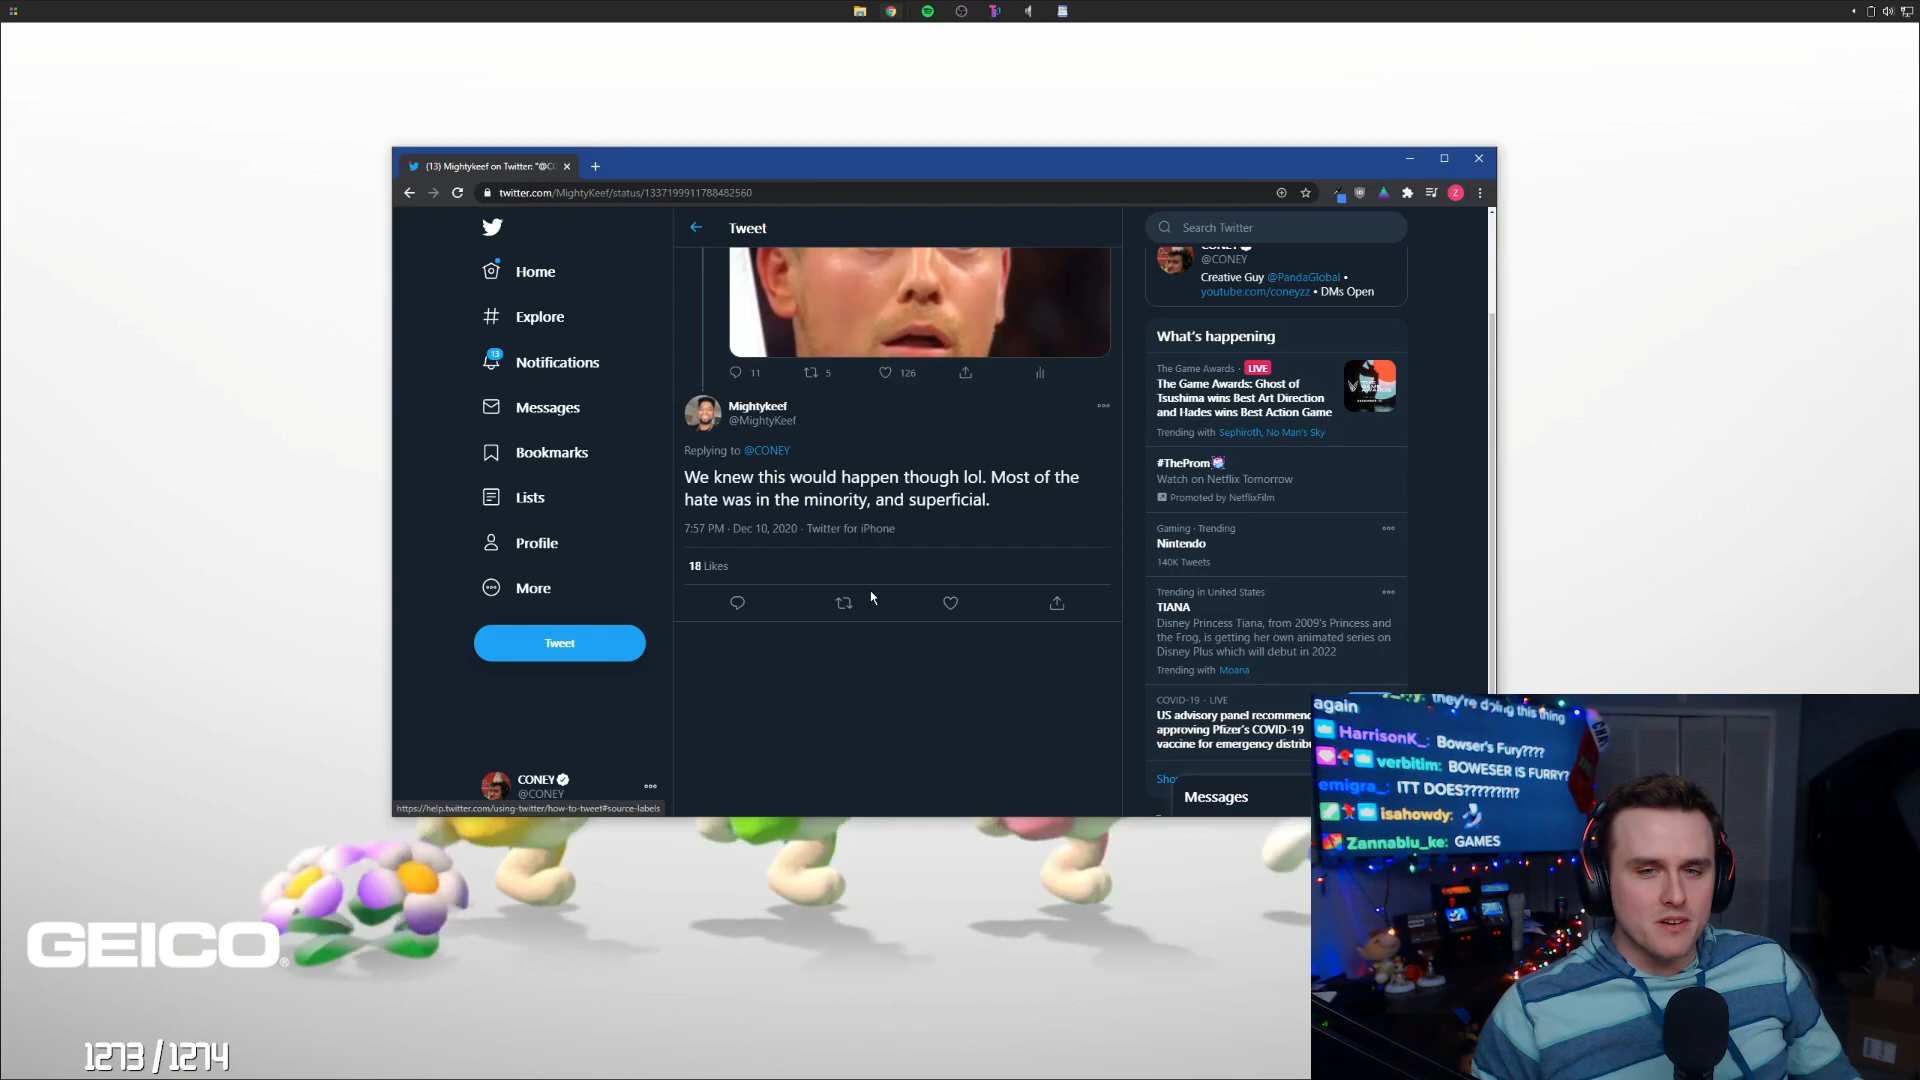 (13) Mightykeef on Twitter: "@CO
twitter.com/MightyKeef/status/1337199911788482560
Z
Tweet
Search Twitter
Home
Explore
13
Notifications
Messages
Bookmarks
Lists
Profile
More
Tweet
CONEY
@CONEY
https://help.twitter.com/using-twitter/how-to-tweet#source-labels
11
5
126
Mightykeef
@MightyKeef
Replying to @CONEY
We knew this would happen though lol. Most of the
hate was in the minority, and superficial.
7:57 PM · Dec 10, 2020 · Twitter for iPhone
18 Likes
CONEY
@CONEY
Creative Guy @PandaGlobal •
youtube.com/coneyzz • DMs Open
What's happening
The Game Awards · LIVE
The Game Awards: Ghost of
Tsushima wins Best Art Direction
and Hades wins Best Action Game
Trending with Sephiroth, No Man's Sky
#TheProm
Watch on Netflix Tomorrow
Promoted by NetflixFilm
Gaming · Trending
Nintendo
140K Tweets
Trending in United States
TIANA
Disney Princess Tiana, from 2009's Princess and
the Frog, is getting her own animated series on
Disney Plus which will debut in 2022
Trending with Moana
COVID-19 · LIVE
US advisory panel recommen
approving Pfizer's COVID-19
vaccine for emergency distrib
Sho
Messages
they're doing this thing
again
HarrisonK_: Bowser's Fury????
verbitim: BOWESER IS FURRY?
emigra_: ITT DOES??????!?!?
isahowdy:
Zannablu_ke: GAMES
GEICO
1273/1274